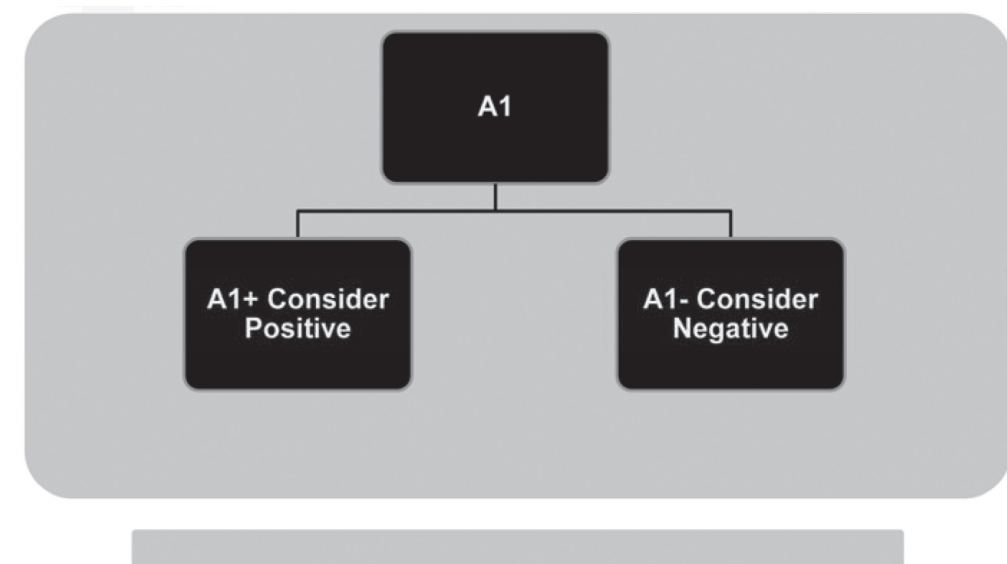 A1
A1+ Consider
Positive
A1- Consider
Negative